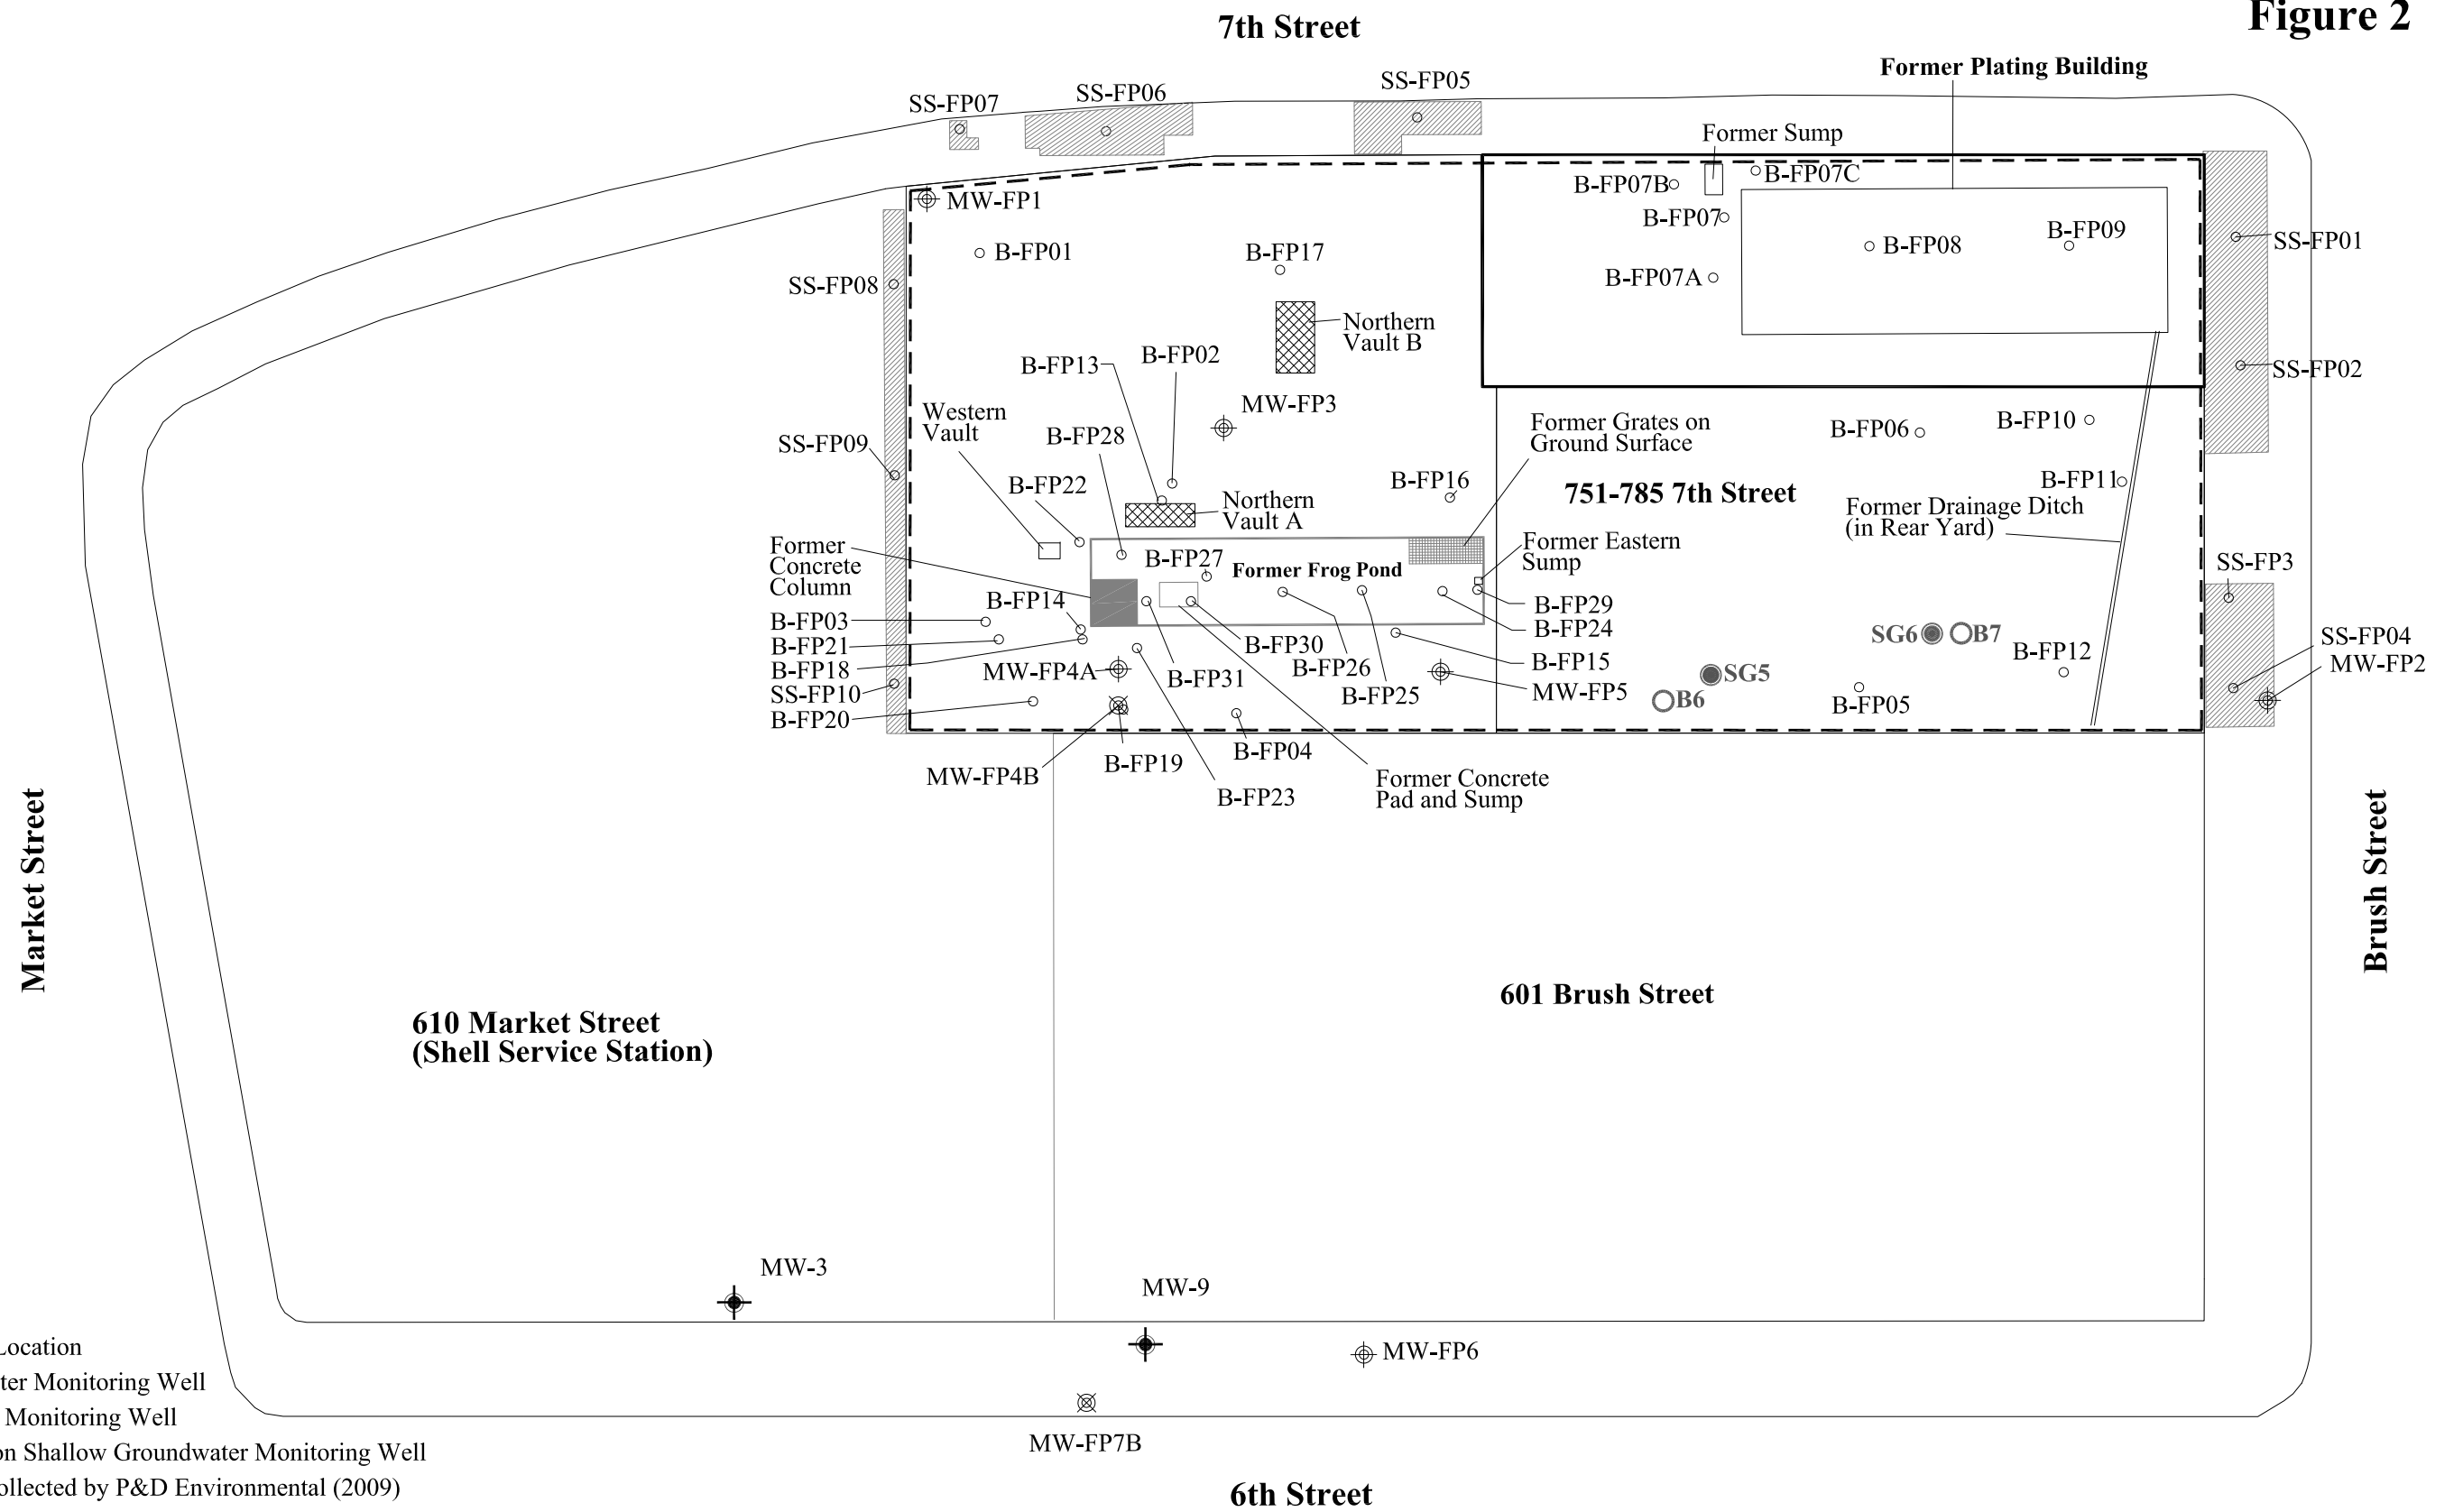 Figure 2
7th Street
Former Plating Building
SS-FP07
SS-FP06
SS-FP05
Former Sump
B-FP07B
B-FP07C
MW-FP1
B-FP07
B-FP01
B-FP17
B-FP08
B-FP09
SS-FP01
B-FP07A
SS-FP08
Northern
Vault B
B-FP13
B-FP02
SS-FP02
Western
Vault
MW-FP3
B-FP28
Former Grates on
Ground Surface
B-FP06
B-FP10
SS-FP09
B-FP22
B-FP16
B-FP11
Northern
Vault A
751-785 7th Street
Former Drainage Ditch
(in Rear Yard)
Former
Concrete
Column
B-FP27
Former Frog Pond
Former Eastern
Sump
SS-FP3
B-FP14
B-FP29
B-FP03
B-FP24
B-FP21
B-FP30
SG6
B7
SS-FP04
B-FP18
MW-FP4A
B-FP31
B-FP26
B-FP15
B-FP12
MW-FP2
SS-FP10
B-FP25
MW-FP5
SG5
B6
B-FP05
B-FP20
MW-FP4B
B-FP19
B-FP04
B-FP23
Former Concrete
Pad and Sump
Market Street
Brush Street
601 Brush Street
610 Market Street
(Shell Service Station)
MW-3
MW-9
MW-FP6
MW-FP7B
6th Street
Location
ter Monitoring Well
Monitoring Well
on Shallow Groundwater Monitoring Well
ollected by P&D Environmental (2009)